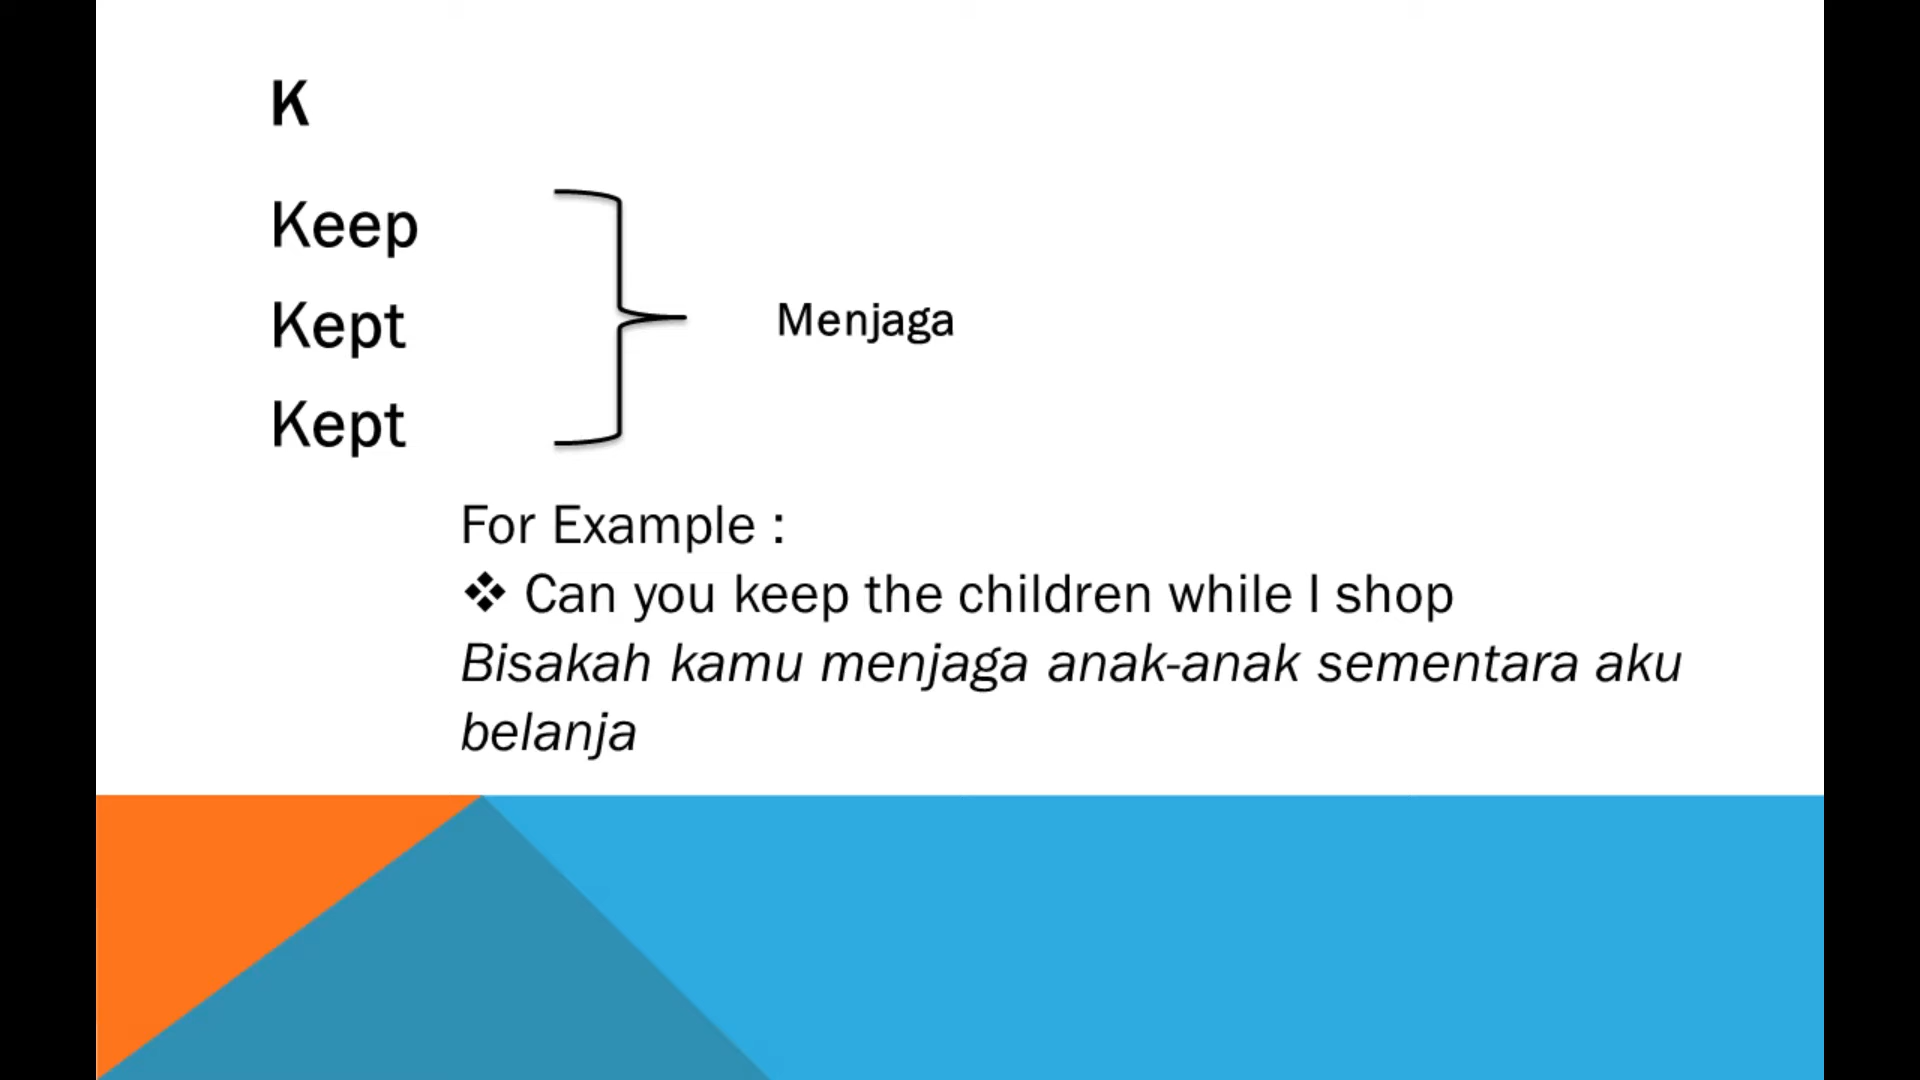 K
Keep
Kept
Menjaga
Kept
For Example :
❖ Can you keep the children while I shop
Bisakah kamu menjaga anak-anak sementara aku
belanja